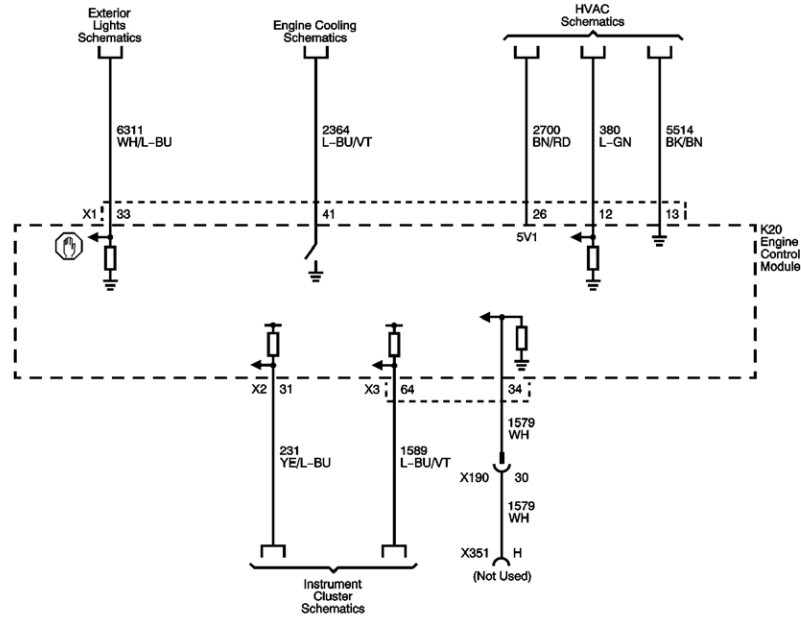 Exterior
Lights
Schematics
Engine Cooling
Schematics
HVAC
Schematics
6311
WH/L-BU
2364
L-BU/VT
2700
BN/RD
380
L-GN
5514
BK/BN
X1 33 41 26 12 13
5V1
K20
Engine
Control
Module
X2 31 X3 64 34
1579
WH
231
YE/L-BU
1589
L-BU/VT
X190 30
1579
WH
X351 H
(Not Used)
Instrument
Cluster
Schematics